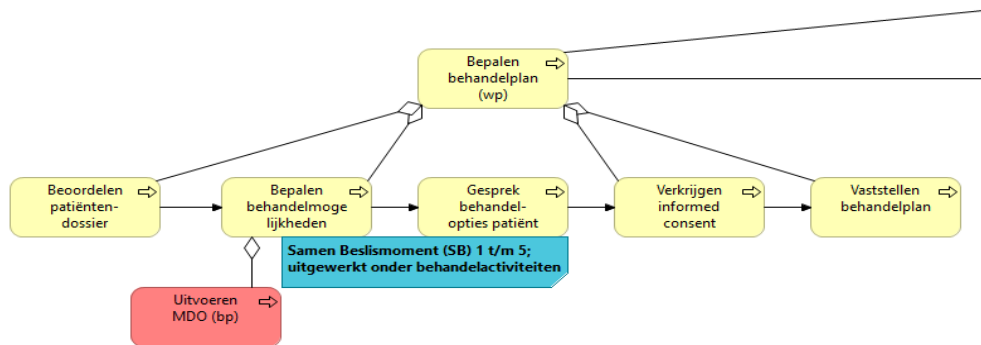 Bepalen
behandelplan
(wp)
Beoordelen
patiënten-
dossier
Bepalen
behandelmoge
lijkheden
Gesprek
behandel-
opties patiënt
Verkrijgen
informed
consent
Vaststellen
behandelplan
Samen Beslismoment (SB) 1 t/m 5;
uitgewerkt onder behandelactiviteiten
Uitvoeren
MDO (bp)